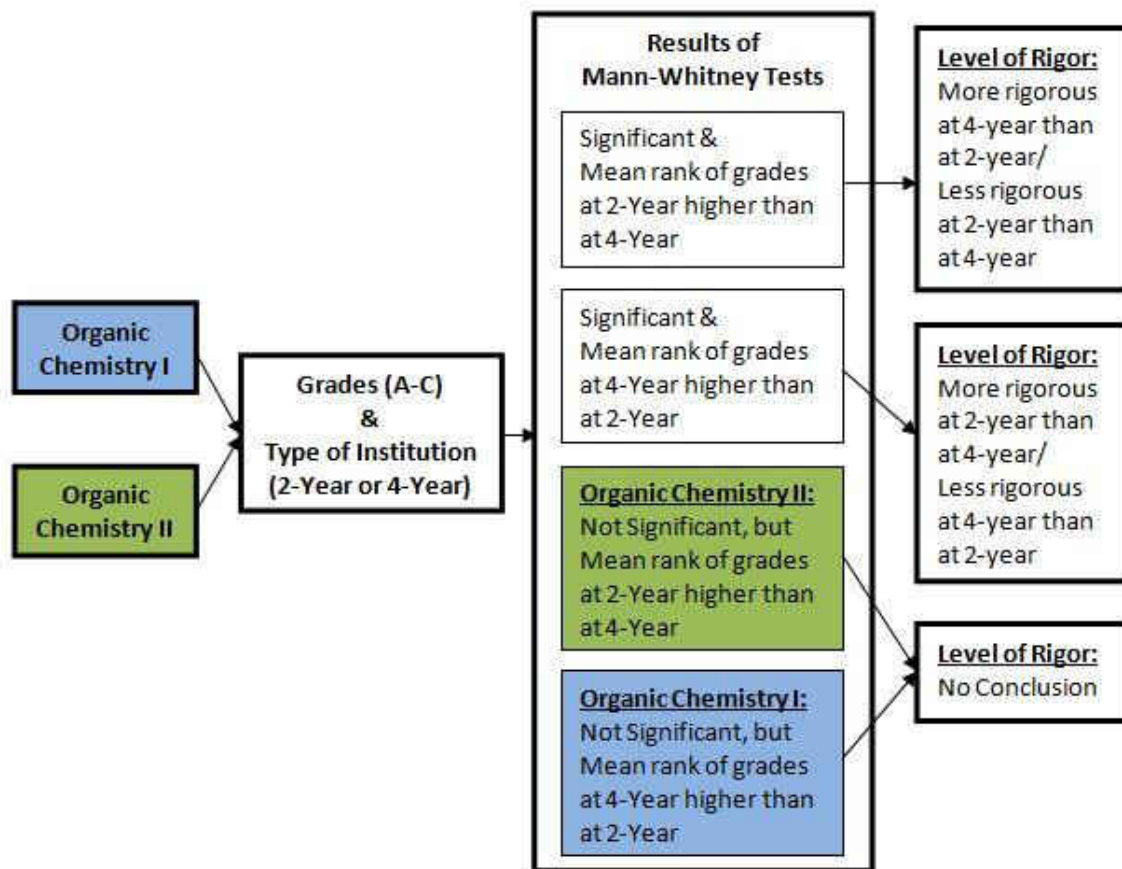 Organic
Chemistry I
Organic
Chemistry II
Grades (A-C)
&
Type of Institution
(2-Year or 4-Year)
Results of
Mann-Whitney Tests
Significant &
Mean rank of grades
at 2-Year higher than
at 4-Year
Significant &
Mean rank of grades
at 4-Year higher than
at 2-Year
Organic Chemistry II:
Not Significant, but
Mean rank of grades
at 2-Year higher than
at 4-Year
Organic Chemistry I:
Not Significant, but
Mean rank of grades
at 4-Year higher than
at 2-Year
Level of Rigor:
More rigorous
at 4-year than
at 2-year/
Less rigorous
at 2-year than
at 4-year
Level of Rigor:
More rigorous
at 2-year than
at 4-year/
Less rigorous
at 4-year than
at 2-year
Level of Rigor:
No Conclusion